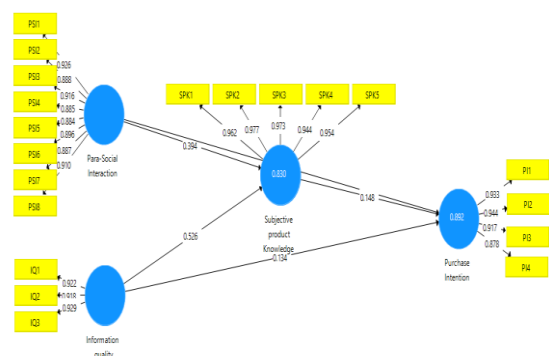 PSI1
PSI2
PSI3
PSI4
PSI5
PSI6
PSI7
PSI8
0.926
0.888
0.916
0.885
0.884
0.896
0.887
0.910
Para-Social
Interaction
SPK1
SPK2
SPK3
SPK4
SPK5
0.962
0.977
0.973
0.944
0.954
0.394
0.830
Subjective
product
Knowledge
0.148
0.526
0.134
IQ1
IQ2
IQ3
0.922
0.918
0.929
Information
quality
0.892
Purchase
Intention
0.933
0.944
0.917
0.878
PI1
PI2
PI3
PI4